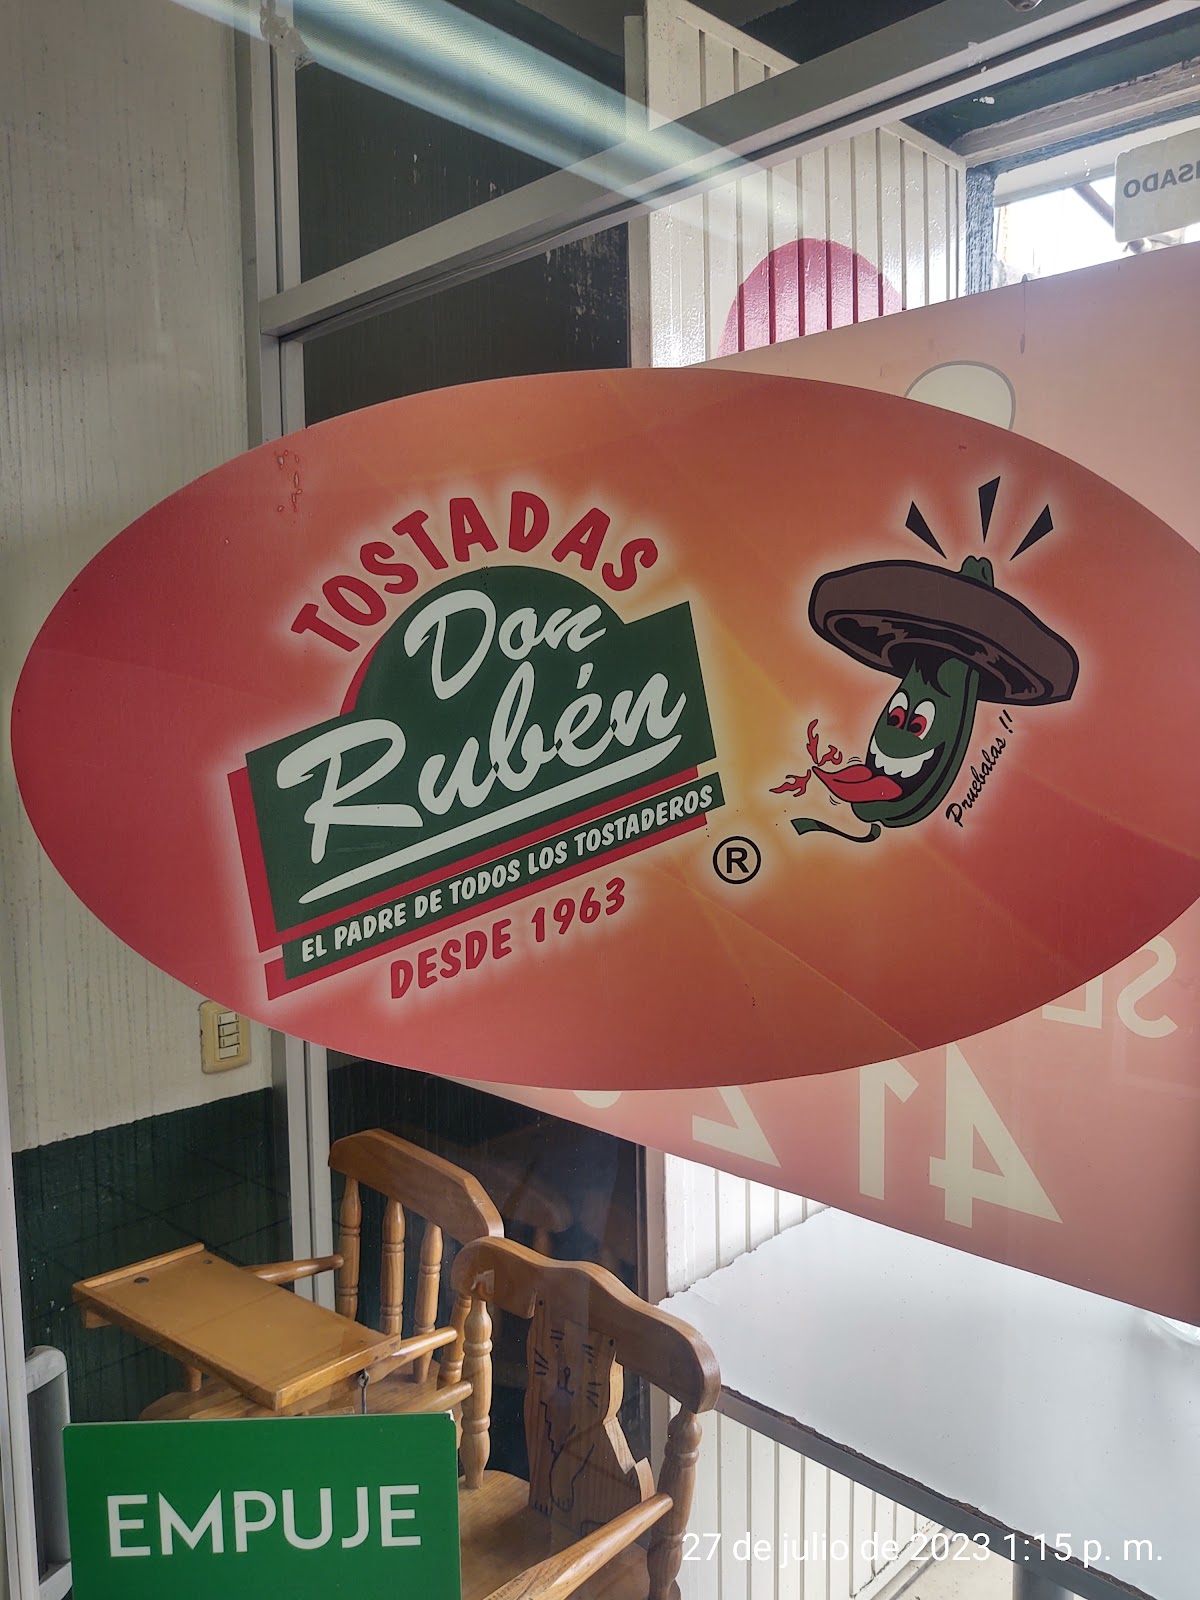 TOSTADAS
Don
Rubén
EL PADRE DE TODOS LOS TOSTADEROS
DESDE 1963
®
Pruebalas !!
EMPUJE
27 de julio de 2023 1:15 p. m.